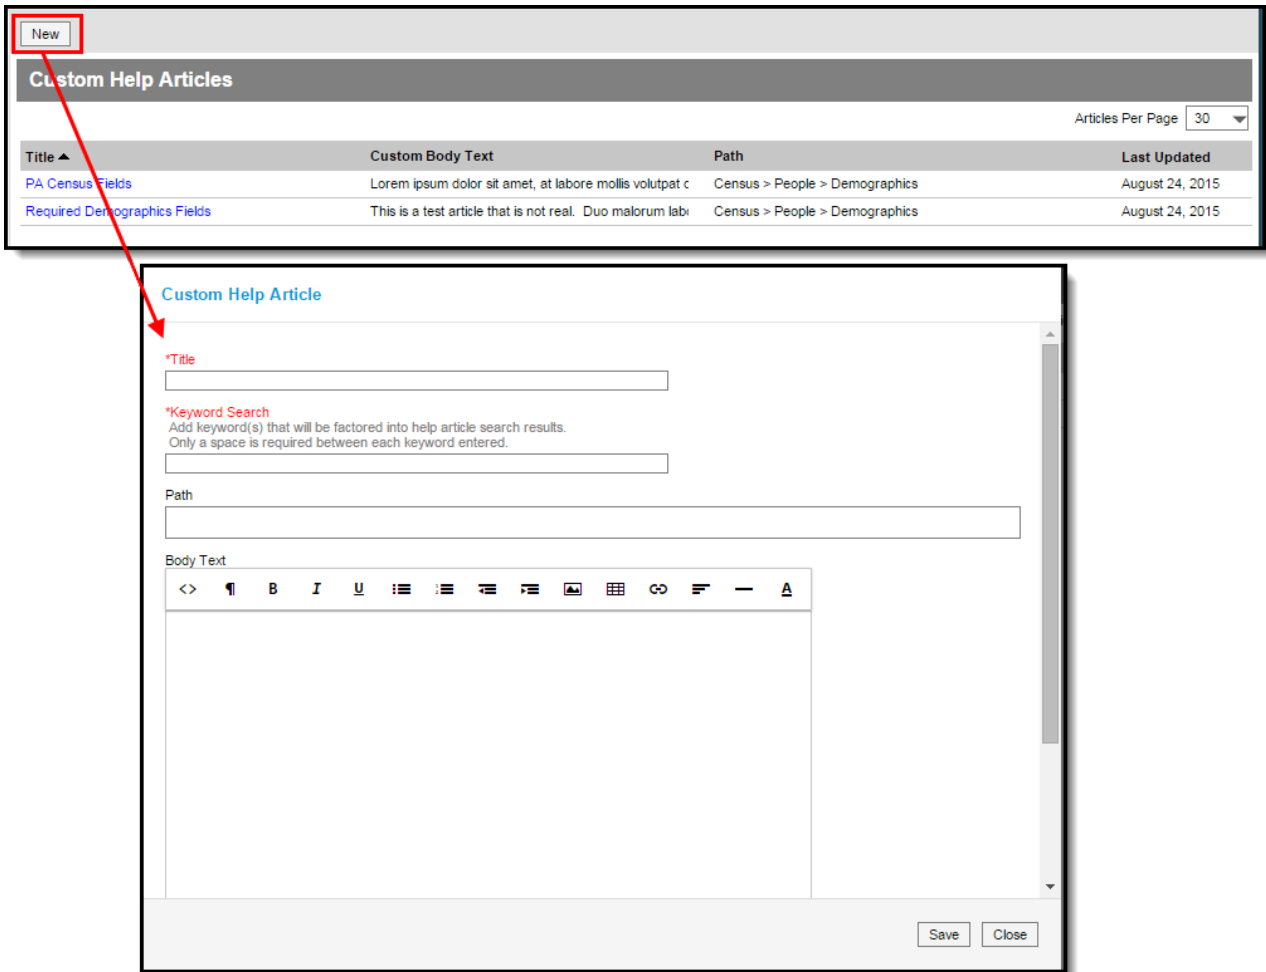 New
Custom Help Articles
Articles Per Page 30
Title Custom Body Text Path Last Updated
PA Census Fields Lorem ipsum dolor sit amet, at labore mollis volutpat Census > People > Demographics August 24, 2015
Required Demographics Fields This is a test article that is not real. Duo malorum Census > People > Demographics August 24, 2015
Custom Help Article
*Title
*Keyword Search
Add keyword(s) that will be factored into help article search results.
Only a space is required between each keyword entered.
Path
Body Text
<> ¶ B I U A
Save Close